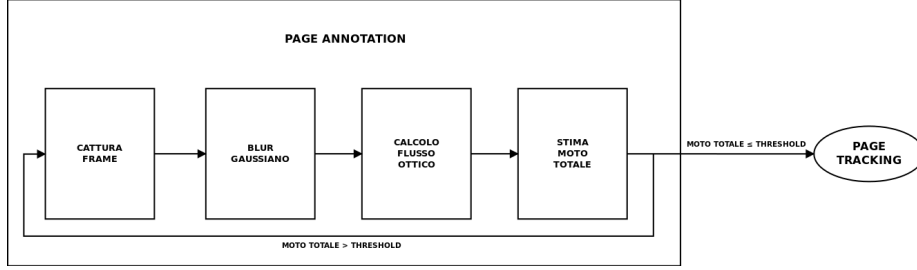 PAGE ANNOTATION
CATTURA
FRAME
BLUR
GAUSSIANO
CALCOLO
FLUSSO
OTTICO
STIMA
MOTO
TOTALE
MOTO TOTALE ≤ THRESHOLD
PAGE
TRACKING
MOTO TOTALE > THRESHOLD